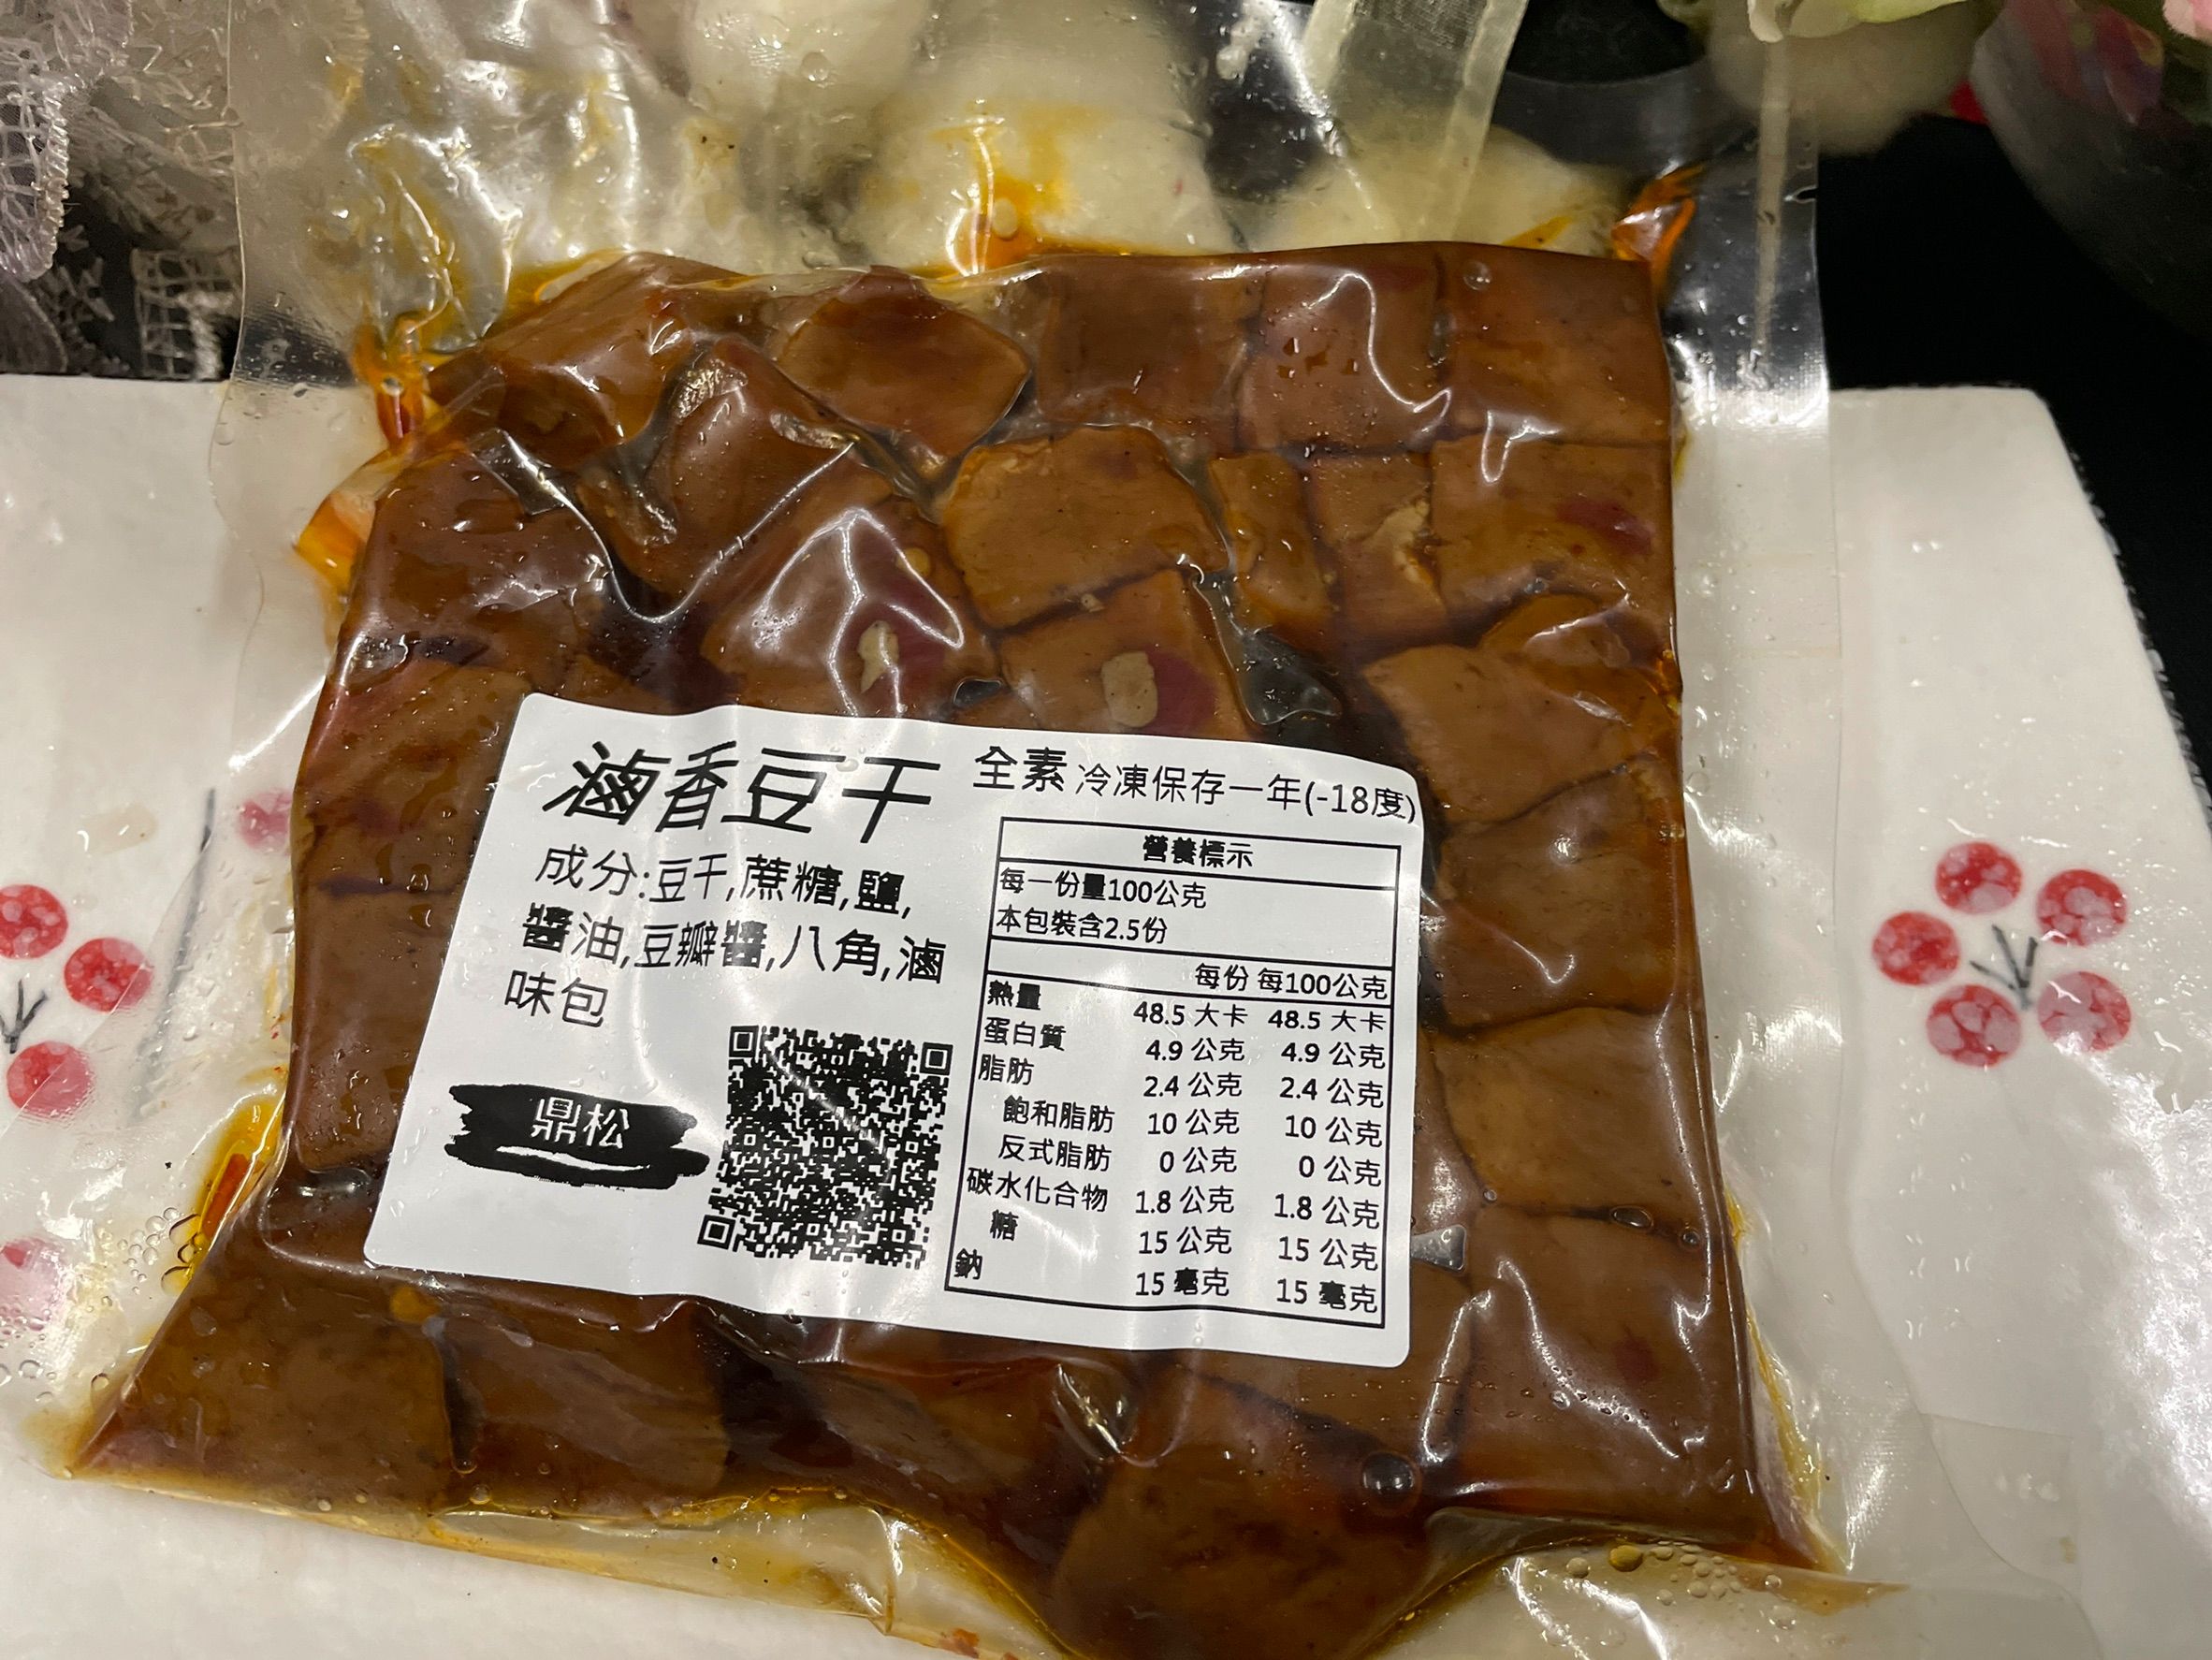 滷香豆干
全素 冷凍保存一年(-18度)
成分:豆干,蔗糖,鹽,
醬油,豆瓣醬,八角,滷
味包
鼎松
營養標示
每一份量100公克
本包裝含2.5份
每份 每100公克
熱量 48.5 大卡 48.5 大卡
蛋白質 4.9 公克 4.9 公克
脂肪 2.4 公克 2.4 公克
飽和脂肪 10 公克 10 公克
反式脂肪 0 公克 0 公克
碳水化合物 1.8 公克 1.8 公克
糖 15 公克 15 公克
鈉 15 毫克 15 毫克